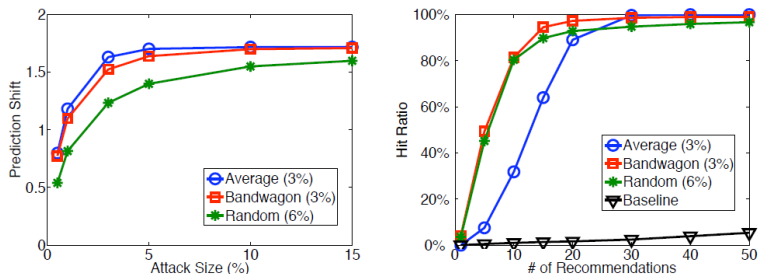 2
1.5
1
0.5
0
Prediction Shift
0
5
10
15
Attack Size (%)
Average (3%)
Bandwagon (3%)
Random (6%)
100%
80%
60%
40%
20%
0%
Hit Ratio
0
10
20
30
40
50
# of Recommendations
Average (3%)
Bandwagon (3%)
Random (6%)
Baseline